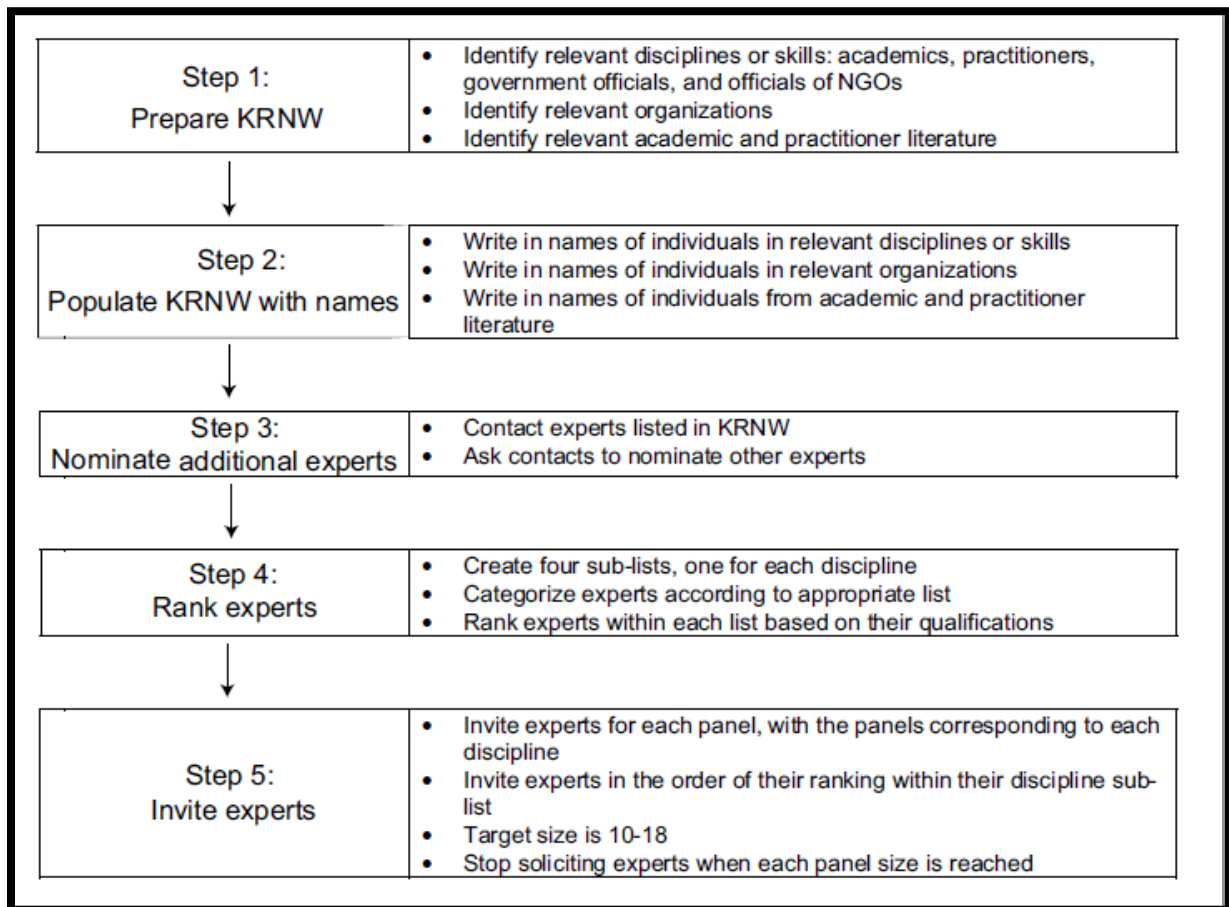 Step 1:
Prepare KRNW
• Identify relevant disciplines or skills: academics, practitioners,
government officials, and officials of NGOs
• Identify relevant organizations
• Identify relevant academic and practitioner literature
Step 2:
Populate KRNW with names
• Write in names of individuals in relevant disciplines or skills
• Write in names of individuals in relevant organizations
• Write in names of individuals from academic and practitioner
literature
Step 3:
Nominate additional experts
• Contact experts listed in KRNW
• Ask contacts to nominate other experts
Step 4:
Rank experts
• Create four sub-lists, one for each discipline
• Categorize experts according to appropriate list
• Rank experts within each list based on their qualifications
Step 5:
Invite experts
• Invite experts for each panel, with the panels corresponding to each
discipline
• Invite experts in the order of their ranking within their discipline sub-
list
• Target size is 10-18
• Stop soliciting experts when each panel size is reached